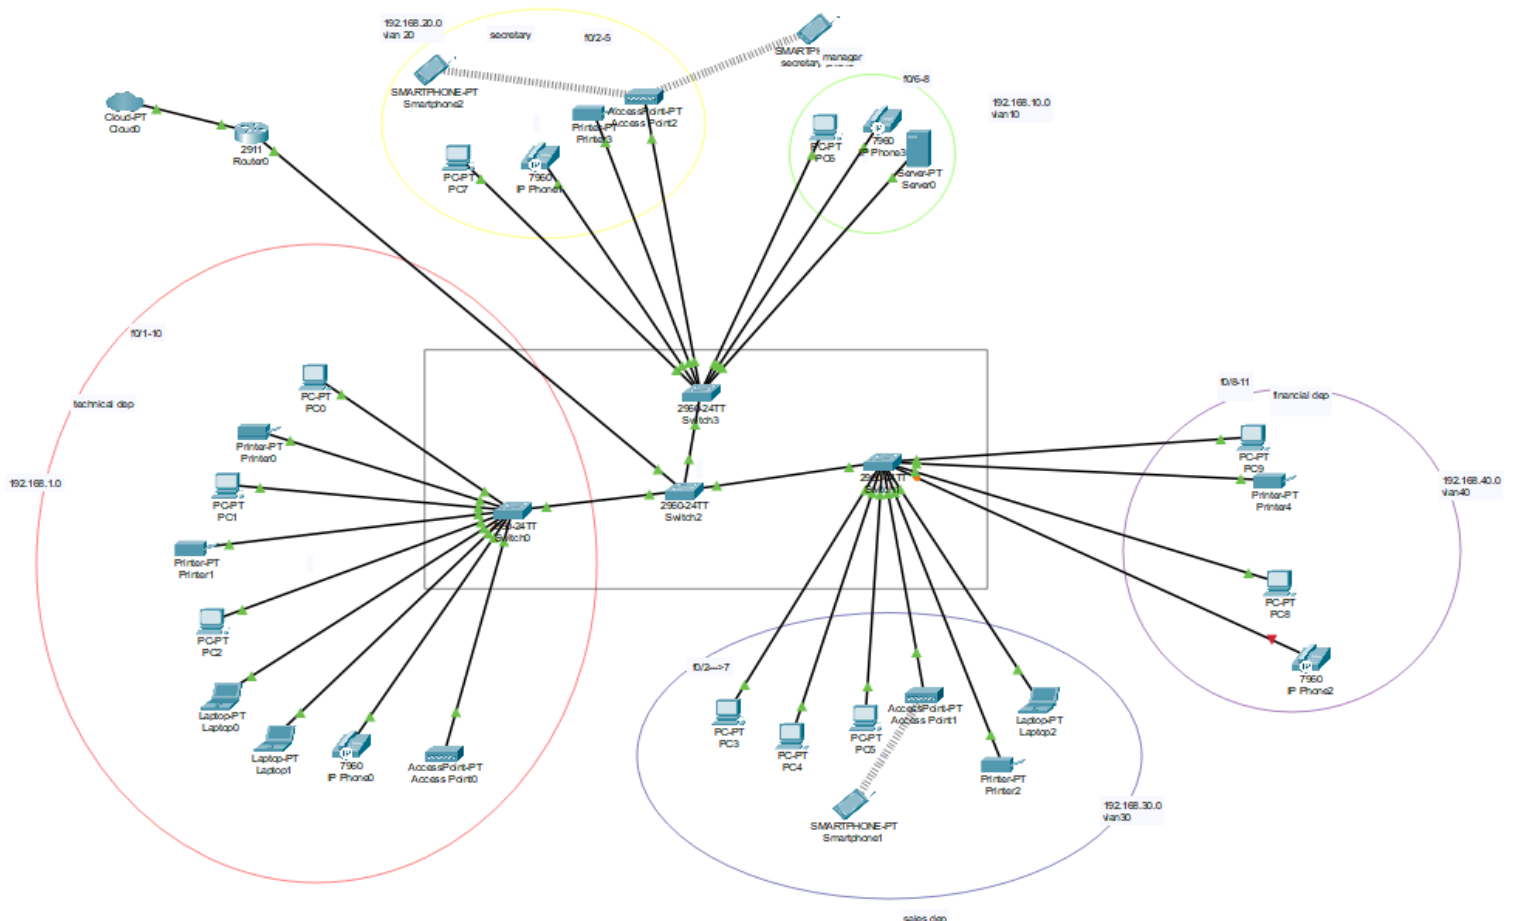 192.168.20.0
vlan 20
secretary
f0/2-5
SMARTPHONE-PT
Smartphone2
manager
f0/6-8
192.168.10.0
vlan10
Cloud-PT
Cloud0
2911
Router0
AccessPoint-PT
Access Point2
Printer-PT
Printer3
PC-PT
PC7
7960
IP Phone1
PC-PT
PC6
7960
IP Phone3
Server-PT
Server0
f0/1-10
technical dep
192.168.1.0
PC-PT
PC0
Printer-PT
Printer0
PC-PT
PC1
Printer-PT
Printer1
PC-PT
PC2
Laptop-PT
Laptop0
Laptop-PT
Laptop1
7960
IP Phone0
AccessPoint-PT
Access Point0
Switch0
2960-24TT
Switch3
2960-24TT
Switch2
f0/8-11
financial dep
PC-PT
PC9
Printer-PT
Printer4
192.168.40.0
vlan40
PC-PT
PC8
7960
IP Phone2
f0/2--->7
PC-PT
PC3
PC-PT
PC4
PC-PT
PC5
AccessPoint-PT
Access Point1
Laptop-PT
Laptop2
Printer-PT
Printer2
SMARTPHONE-PT
Smartphone1
192.168.30.0
vlan30
sales dep